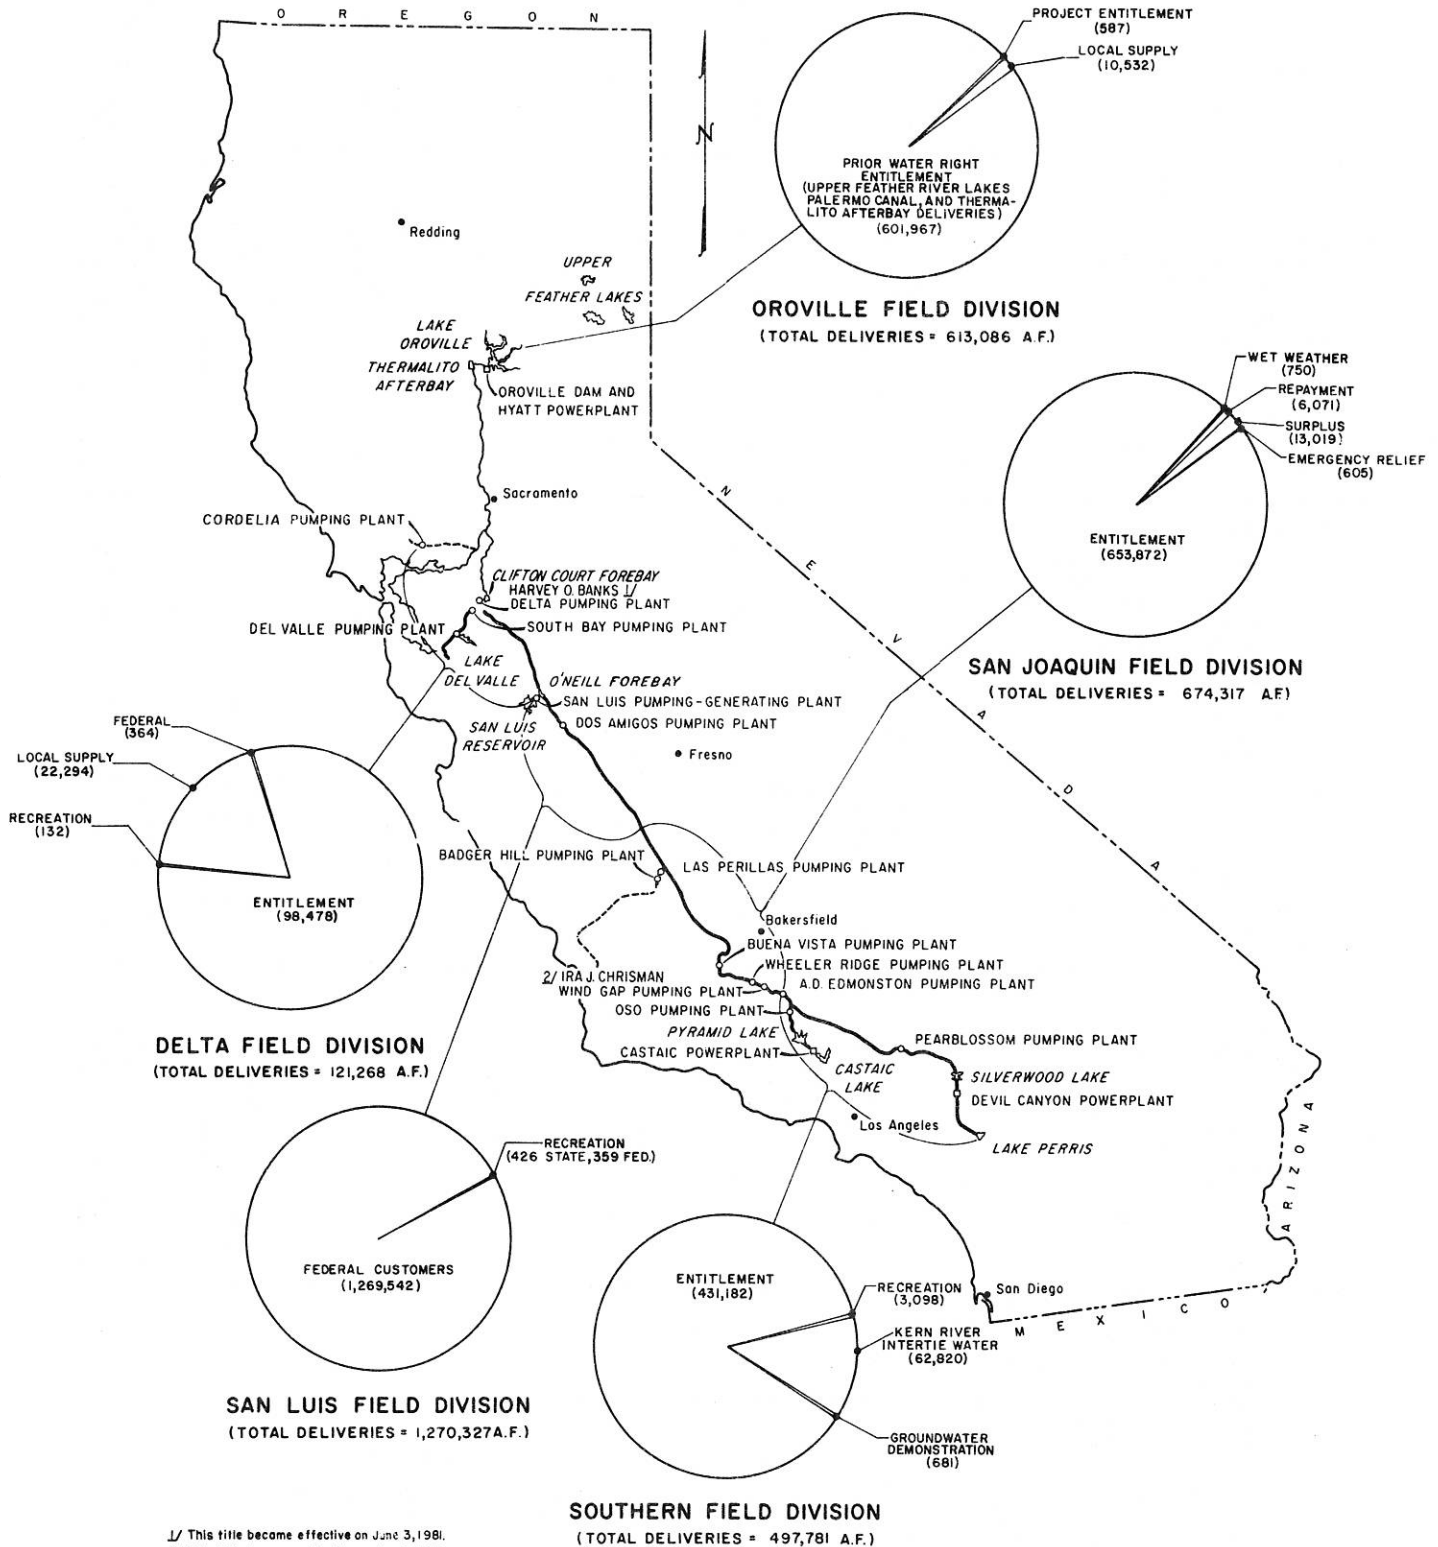 OREGON
PROJECT ENTITLEMENT
(587)
LOCAL SUPPLY
(10,532)
N
PRIOR WATER RIGHT
ENTITLEMENT
(UPPER FEATHER RIVER LAKES
PALERMO CANAL, AND THERMA-
LITO AFTERBAY DELIVERIES)
(601,967)
OROVILLE FIELD DIVISION
(TOTAL DELIVERIES = 613,086 A.F.)
Redding
UPPER
FEATHER LAKES
LAKE
OROVILLE
THERMALITO
AFTERBAY
OROVILLE DAM AND
HYATT POWERPLANT
WET WEATHER
(750)
REPAYMENT
(6,071)
SURPLUS
(13,019)
EMERGENCY RELIEF
(605)
ENTITLEMENT
(653,872)
SAN JOAQUIN FIELD DIVISION
(TOTAL DELIVERIES = 674,317 A.F.)
NEVADA
Sacramento
CORDELIA PUMPING PLANT
CLIFTON COURT FOREBAY
HARVEY O. BANKS 1/
DELTA PUMPING PLANT
SOUTH BAY PUMPING PLANT
DEL VALLE PUMPING PLANT
LAKE
DEL VALLE
O'NEILL FOREBAY
SAN LUIS PUMPING-GENERATING PLANT
DOS AMIGOS PUMPING PLANT
SAN LUIS
RESERVOIR
Fresno
FEDERAL
(364)
LOCAL SUPPLY
(22,294)
RECREATION
(132)
ENTITLEMENT
(98,478)
DELTA FIELD DIVISION
(TOTAL DELIVERIES = 121,268 A.F.)
BADGER HILL PUMPING PLANT
LAS PERILLAS PUMPING PLANT
Bakersfield
BUENA VISTA PUMPING PLANT
WHEELER RIDGE PUMPING PLANT
2/ IRA J. CHRISMAN
WIND GAP PUMPING PLANT
A.D. EDMONSTON PUMPING PLANT
OSO PUMPING PLANT
PYRAMID LAKE
CASTAIC POWERPLANT
CASTAIC
LAKE
PEARBLOSSOM PUMPING PLANT
SILVERWOOD LAKE
DEVIL CANYON POWERPLANT
Los Angeles
LAKE PERRIS
ARIZONA
RECREATION
(426 STATE, 359 FED.)
FEDERAL CUSTOMERS
(1,269,542)
SAN LUIS FIELD DIVISION
(TOTAL DELIVERIES = 1,270,327 A.F.)
ENTITLEMENT
(431,182)
RECREATION
(3,098)
KERN RIVER
INTERTIE WATER
(62,820)
GROUNDWATER
DEMONSTRATION
(681)
San Diego
MEXICO
SOUTHERN FIELD DIVISION
(TOTAL DELIVERIES = 497,781 A.F.)
1/ This title became effective on June 3, 1981.